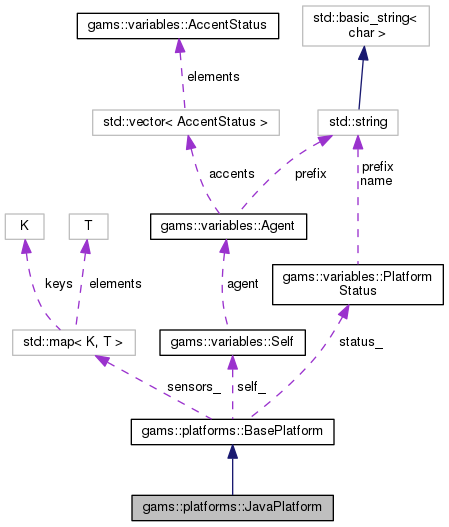 gams::variables::AccentStatus
std::basic_string<
char >
elements
std::vector< AccentStatus >
std::string
accents
prefix
prefix
name
K
T
gams::variables::Agent
keys
elements
agent
gams::variables::Platform
Status
std::map< K, T >
gams::variables::Self
status_
sensors_
self_
gams::platforms::BasePlatform
gams::platforms::JavaPlatform